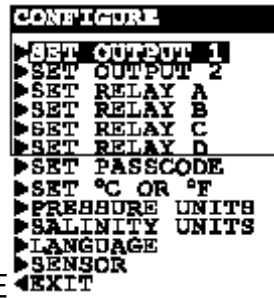 CONFIGURE
▶SET OUTPUT 1
▶SET OUTPUT 2
▶SET RELAY A
▶SET RELAY B
▶SET RELAY C
▶SET RELAY D
▶SET PASSCODE
▶SET °C OR °F
▶PRESSURE UNITS
▶SALINITY UNITS
▶LANGUAGE
▶SENSOR
◀EXIT